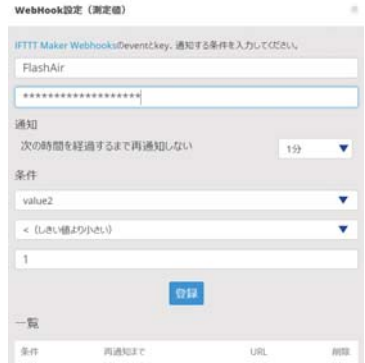 WebHook設定（測定値）
IFTTT Maker Webhooksのeventとkey、通知する条件を入力してください。
FlashAir
********************
通知
次の時間を経過するまで再通知しない
1分
条件
value2
< （しきい値より小さい）
1
登録
一覧
条件 再通知まで URL 削除